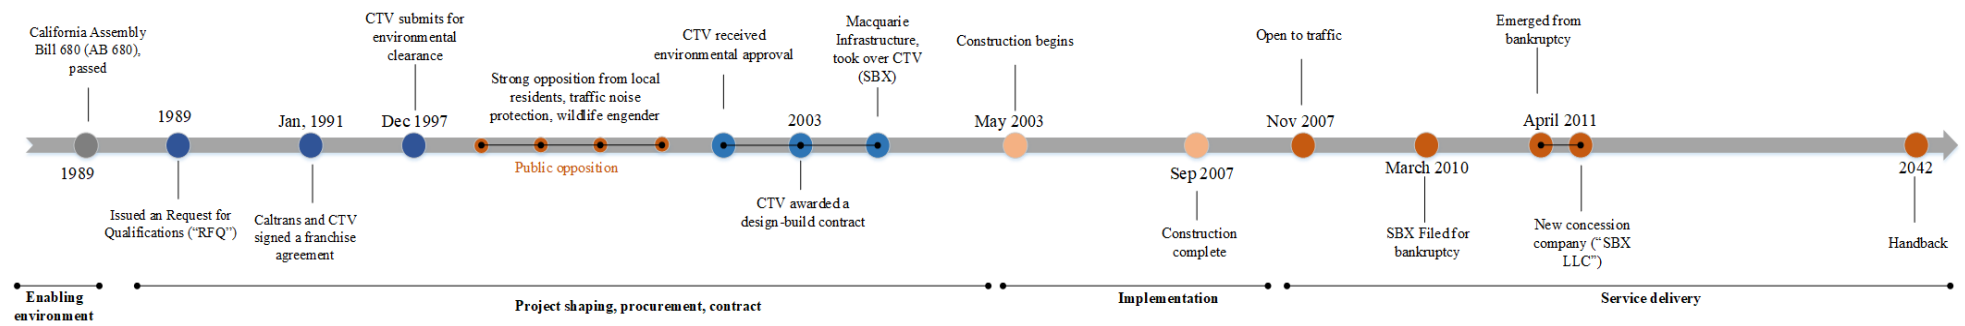 California Assembly
Bill 680 (AB 680),
passed
1989
1989
Issued an Request for
Qualifications (“RFQ”)
Jan, 1991
Caltrans and CTV
signed a franchise
agreement
CTV submits for
environmental
clearance
Dec 1997
Strong opposition from local
residents, traffic noise
protection, wildlife engender
Public opposition
CTV received
environmental approval
2003
CTV awarded a
design-build contract
Macquarie
Infrastructure,
took over CTV
(SBX)
Construction begins
May 2003
Sep 2007
Construction
complete
Open to traffic
Nov 2007
March 2010
SBX Filed for
bankruptcy
Emerged from
bankruptcy
April 2011
New concession
company (“SBX
LLC”)
2042
Handback
Enabling
environment
Project shaping, procurement, contract
Implementation
Service delivery